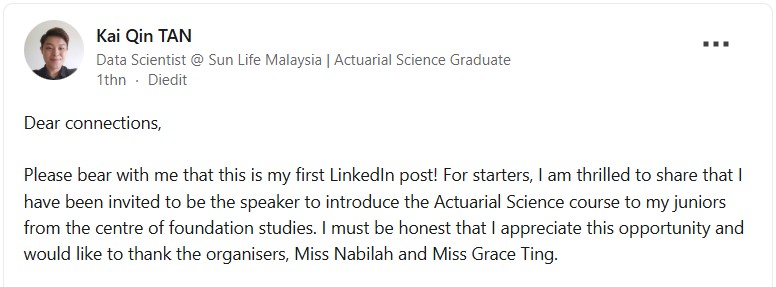 Kai Qin TAN
Data Scientist @ Sun Life Malaysia | Actuarial Science Graduate
1thn · Diedit
Dear connections,
Please bear with me that this is my first LinkedIn post! For starters, I am thrilled to share that I
have been invited to be the speaker to introduce the Actuarial Science course to my juniors
from the centre of foundation studies. I must be honest that I appreciate this opportunity and
would like to thank the organisers, Miss Nabilah and Miss Grace Ting.